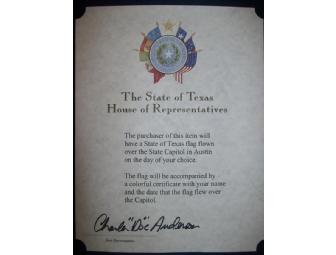 The State of Texas
House of Representatives
The purchaser of this item will
have a State of Texas flag flown
over the State Capitol in Austin
on the day of your choice.
The flag will be accompanied by
a colorful certificate with your name
and the date that the flag flew over
the Capitol.
Charles "Doc" Anderson
State Representative